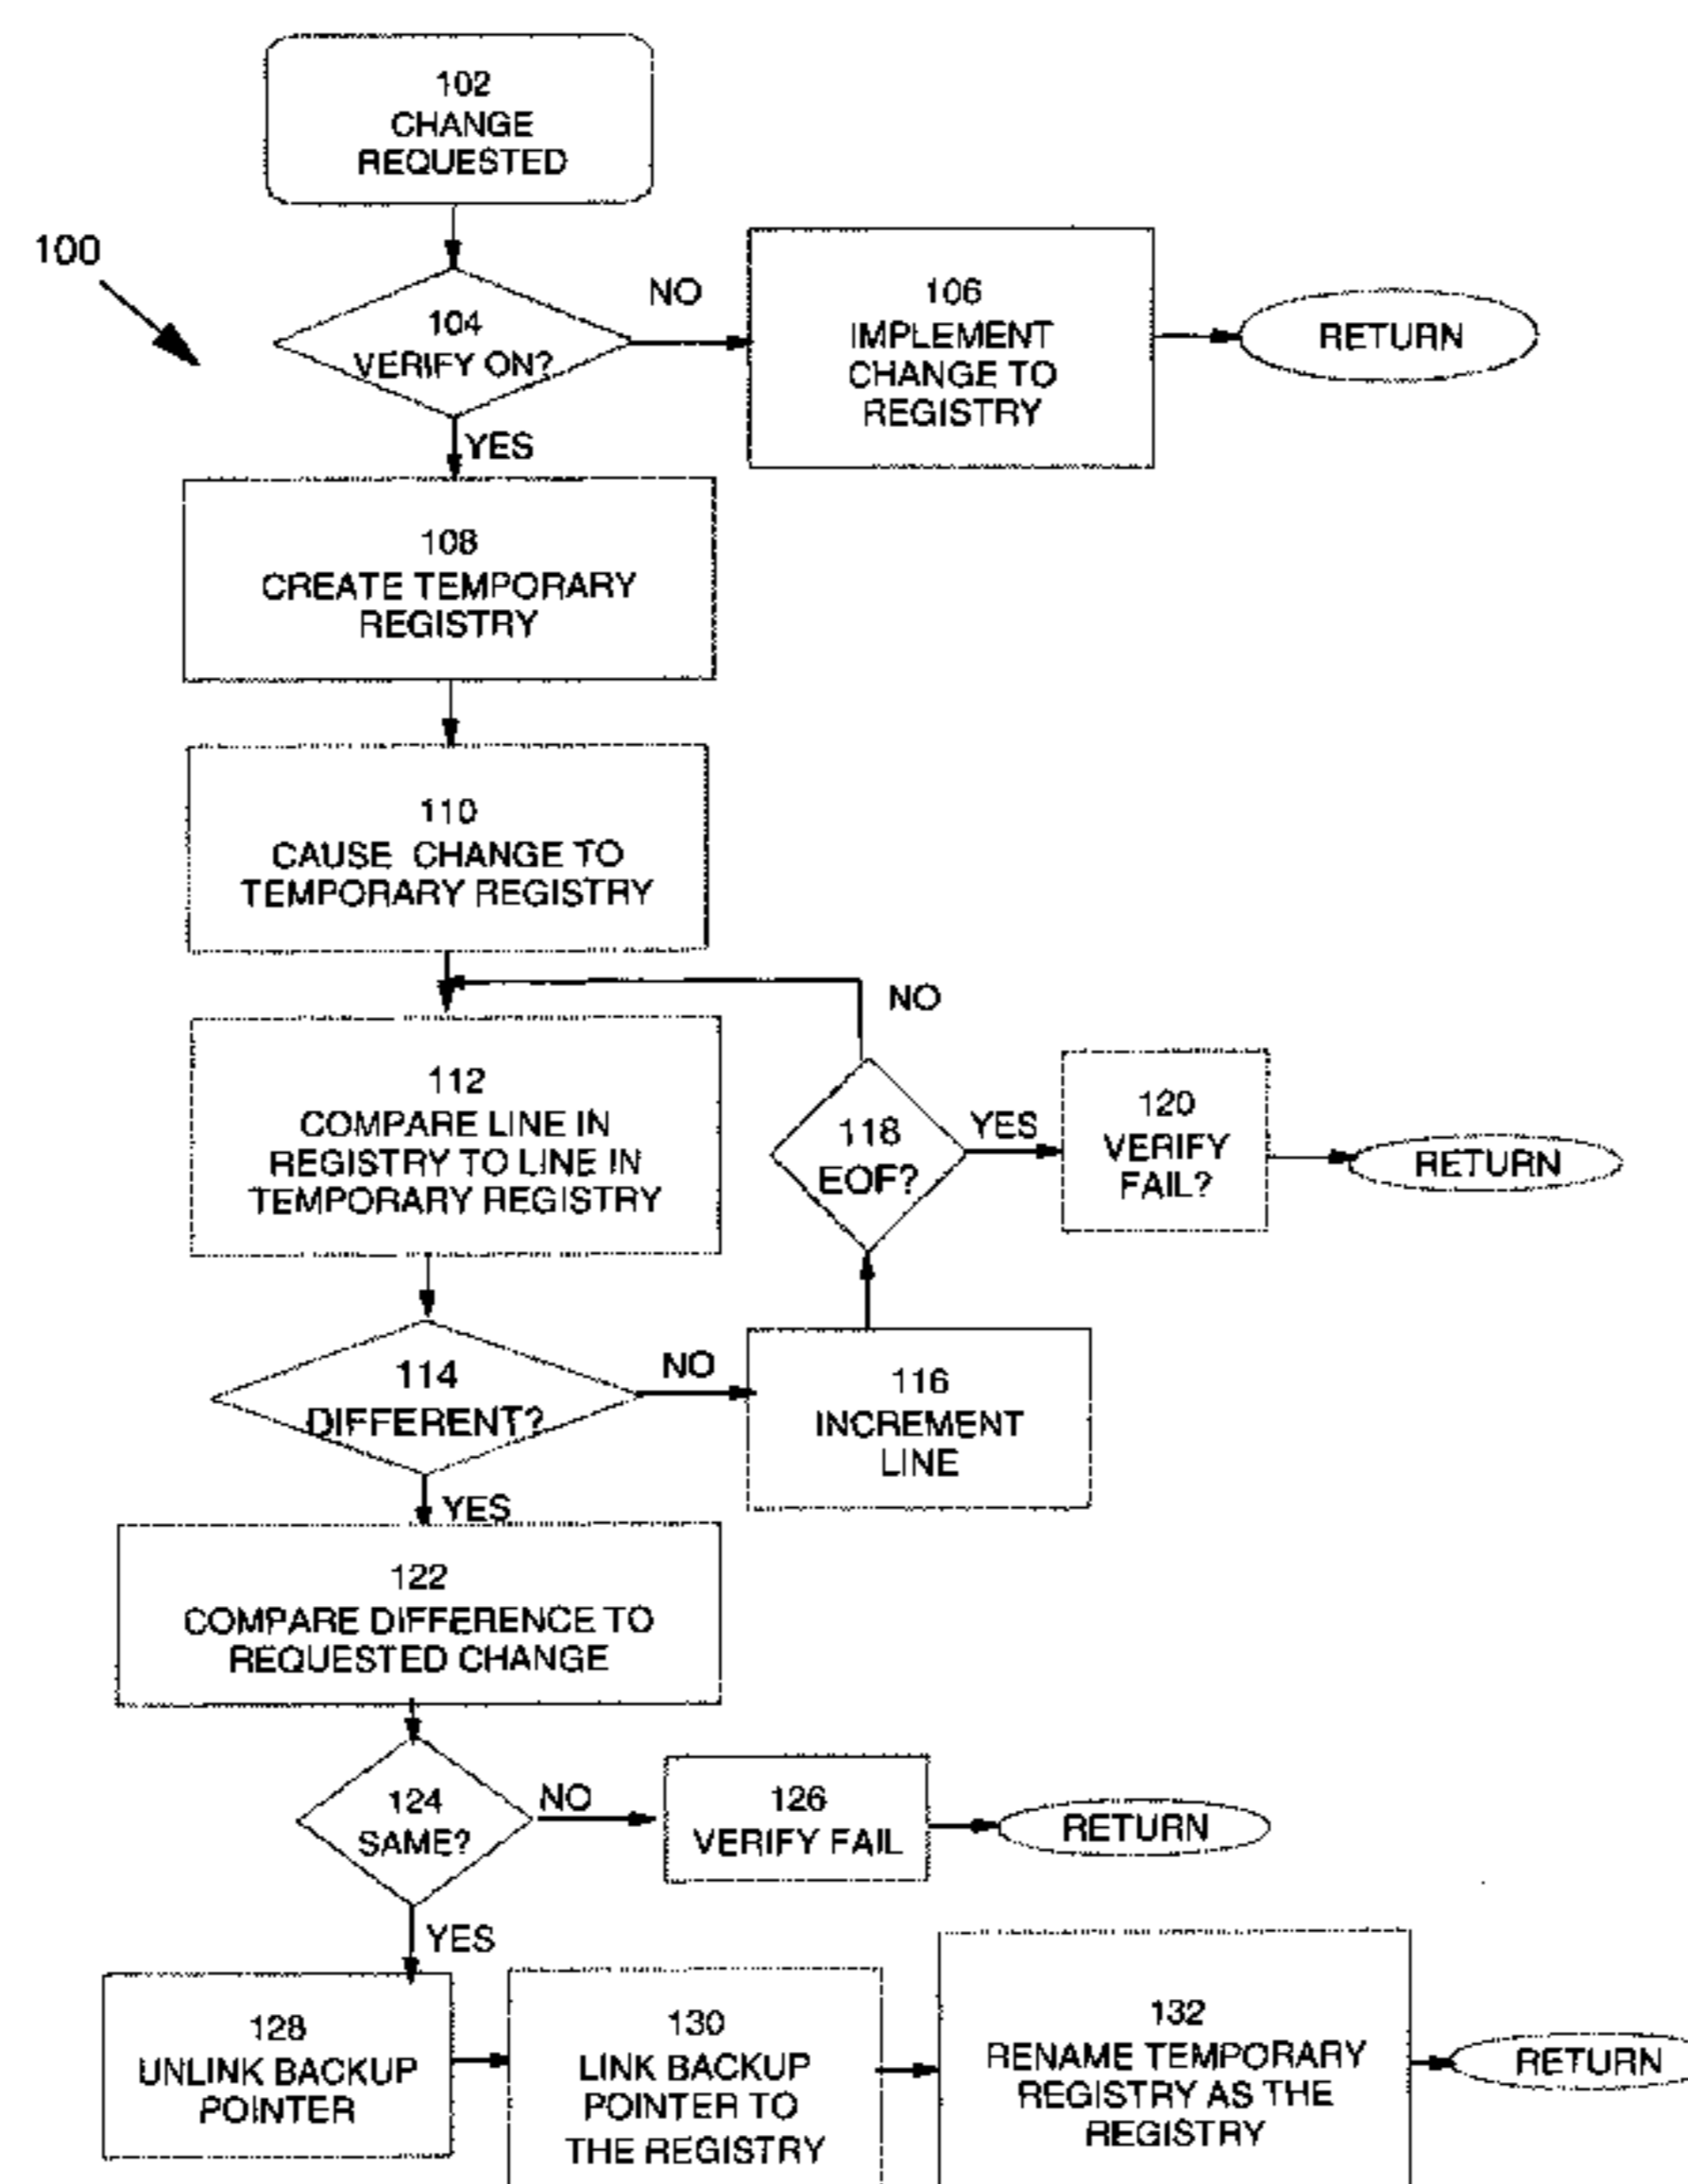 102
CHANGE
REQUESTED
100
104
VERIFY ON?
NO
106
IMPLEMENT
CHANGE TO
REGISTRY
RETURN
YES
108
CREATE TEMPORARY
REGISTRY
110
CAUSE CHANGE TO
TEMPORARY REGISTRY
NO
112
COMPARE LINE IN
REGISTRY TO LINE IN
TEMPORARY REGISTRY
118
EOF?
YES
120
VERIFY
FAIL?
RETURN
114
DIFFERENT?
NO
116
INCREMENT
LINE
YES
122
COMPARE DIFFERENCE TO
REQUESTED CHANGE
124
SAME?
NO
126
VERIFY FAIL
RETURN
YES
128
UNLINK BACKUP
POINTER
130
LINK BACKUP
POINTER TO
THE REGISTRY
132
RENAME TEMPORARY
REGISTRY AS THE
REGISTRY
RETURN